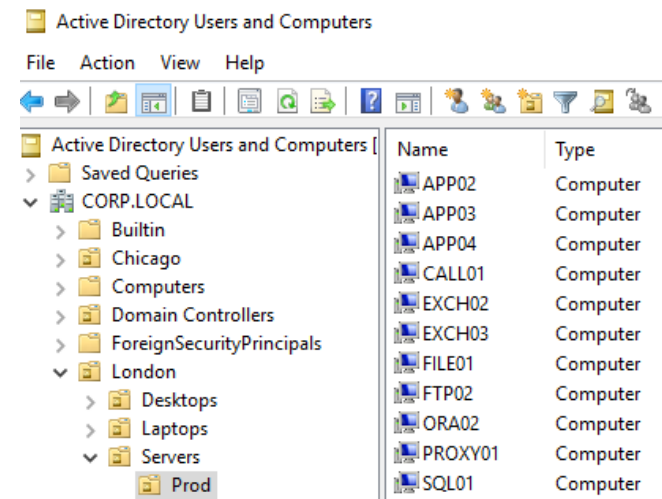 Active Directory Users and Computers
File Action View Help
Active Directory Users and Computers [
Saved Queries
CORP.LOCAL
Builtin
Chicago
Computers
Domain Controllers
ForeignSecurityPrincipals
London
Desktops
Laptops
Servers
Prod
Name Type
APP02 Computer
APP03 Computer
APP04 Computer
CALL01 Computer
EXCH02 Computer
EXCH03 Computer
FILE01 Computer
FTP02 Computer
ORA02 Computer
PROXY01 Computer
SQL01 Computer